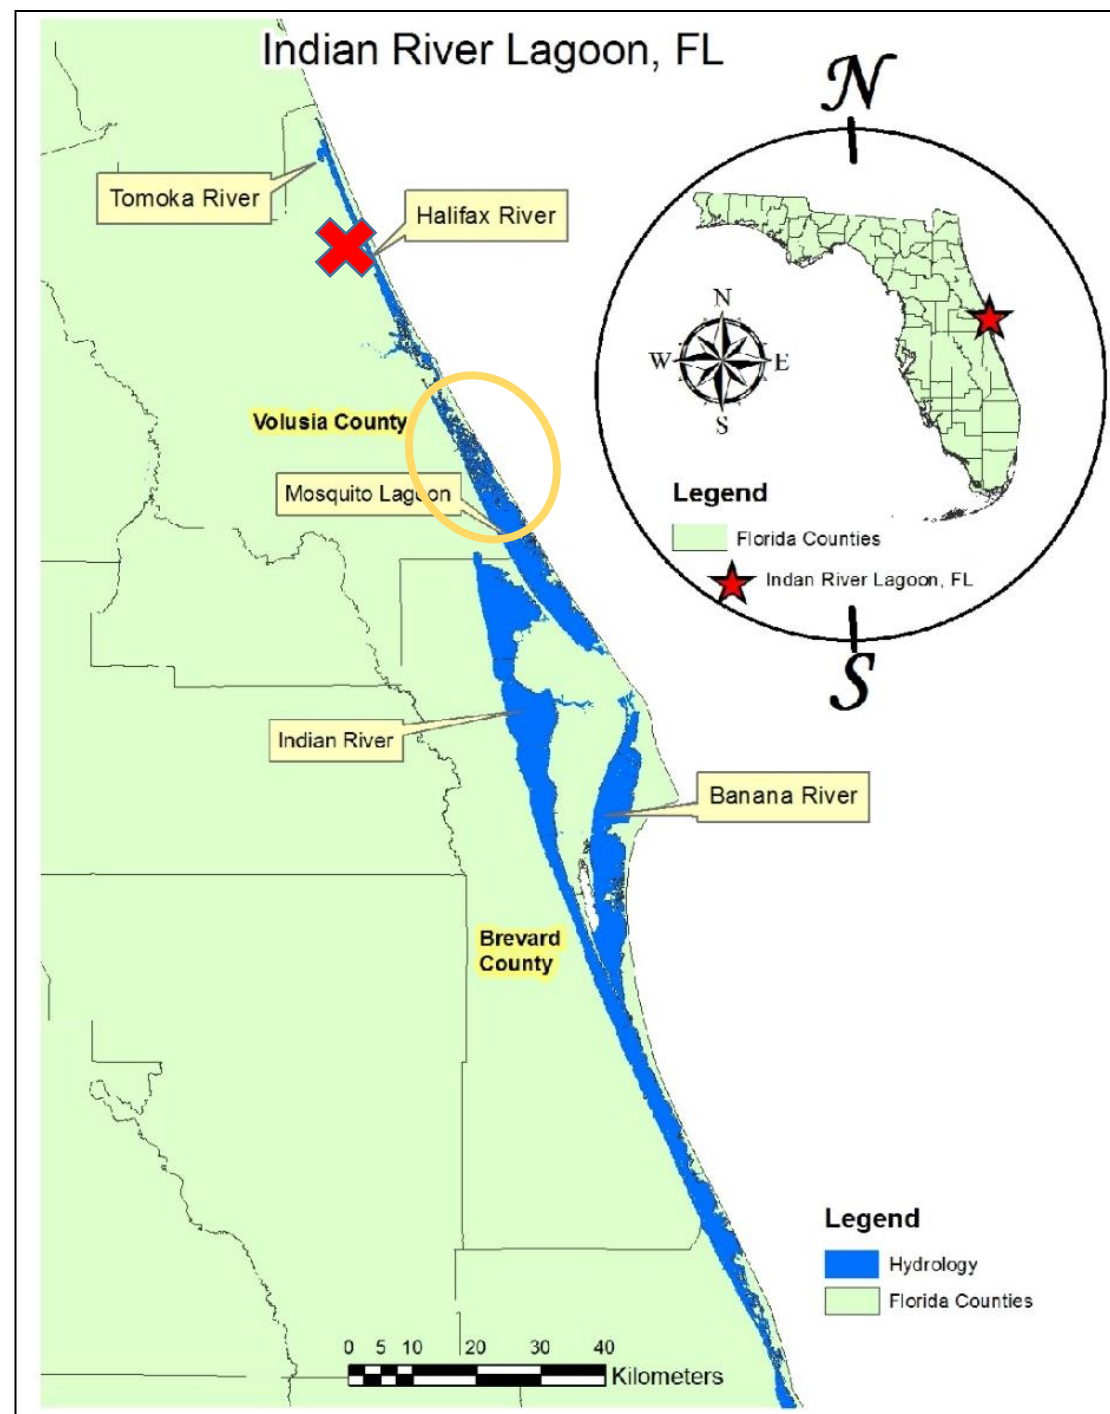 Indian River Lagoon, FL
N
Tomoka River
Halifax River
N
W
E
S
Volusia County
Mosquito Lagoon
Legend
Florida Counties
Indan River Lagoon, FL
S
Indian River
Banana River
Brevard
County
Legend
Hydrology
Florida Counties
0 5 10 20 30 40
Kilometers